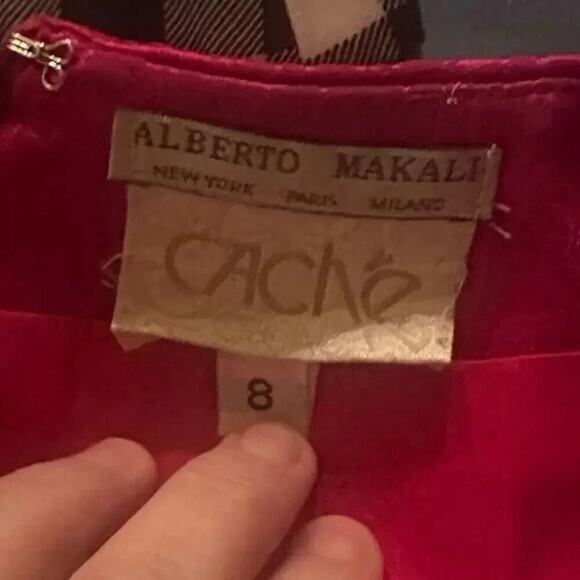 ALBERTO MAKALI
NEW YORK PARIS MILANO
CAChé
8